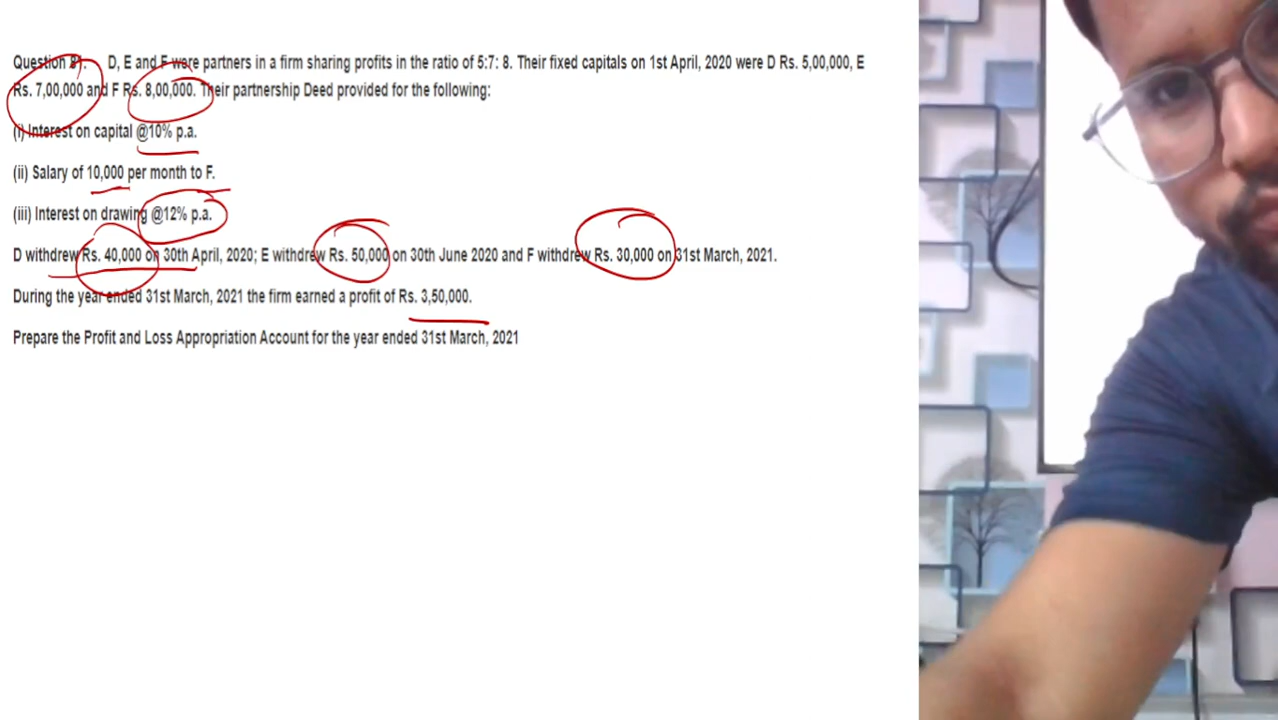 Question 81. D, E and F were partners in a firm sharing profits in the ratio of 5:7: 8. Their fixed capitals on 1st April, 2020 were D Rs. 5,00,000, E
Rs. 7,00,000 and F Rs. 8,00,000. Their partnership Deed provided for the following:
(i) Interest on capital @10% p.a.
(ii) Salary of 10,000 per month to F.
(iii) Interest on drawing @12% p.a.
D withdrew Rs. 40,000 on 30th April, 2020; E withdrew Rs. 50,000 on 30th June 2020 and F withdrew Rs. 30,000 on 31st March, 2021.
During the year ended 31st March, 2021 the firm earned a profit of Rs. 3,50,000.
Prepare the Profit and Loss Appropriation Account for the year ended 31st March, 2021